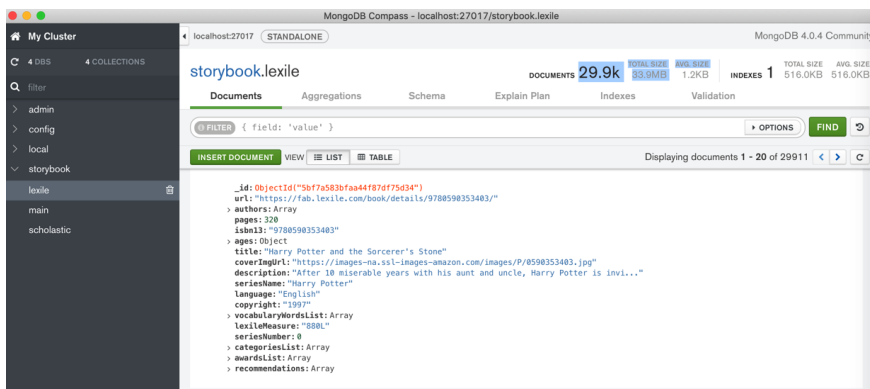 MongoDB Compass - localhost:27017/storybook.lexile
My Cluster
4 DBS 4 COLLECTIONS
filter
admin
config
local
storybook
lexile
main
scholastic
localhost:27017 STANDALONE MongoDB 4.0.4 Community
storybook.lexile
DOCUMENTS 29.9k TOTAL SIZE 33.9MB AVG. SIZE 1.2KB INDEXES 1 TOTAL SIZE 516.0KB AVG. SIZE 516.0KB
Documents Aggregations Schema Explain Plan Indexes Validation
FILTER { field: 'value' } OPTIONS FIND
INSERT DOCUMENT VIEW LIST TABLE Displaying documents 1 - 20 of 29911 < > C
_id: ObjectId("5bf7a583bfaa44f87df75d34")
url: "https://fab.lexile.com/book/details/9780590353403/"
> authors: Array
pages: 320
isbn13: "9780590353403"
> ages: Object
title: "Harry Potter and the Sorcerer's Stone"
coverImgUrl: "https://images-na.ssl-images-amazon.com/images/P/0590353403.jpg"
description: "After 10 miserable years with his aunt and uncle, Harry Potter is invi..."
seriesName: "Harry Potter"
language: "English"
copyright: "1997"
> vocabularyWordsList: Array
lexileMeasure: "880L"
seriesNumber: 0
> categoriesList: Array
> awardsList: Array
> recommendations: Array